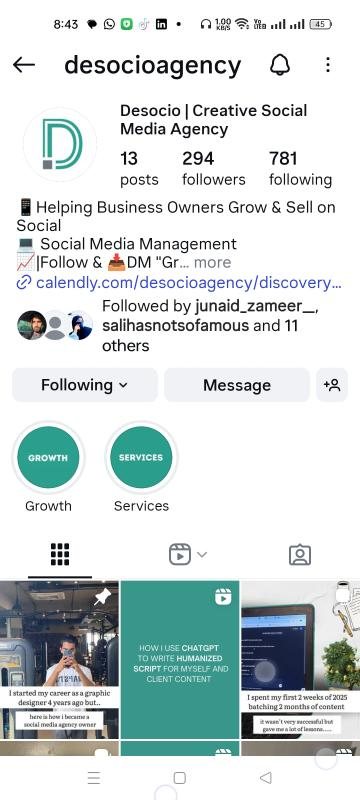 8:43
1.00
KB/S
45
desocioagency
Desocio | Creative Social
Media Agency
13
294
781
posts
followers
following
📱Helping Business Owners Grow & Sell on
Social
💻 Social Media Management
📈|Follow & 📥DM "Gr... more
calendly.com/desocioagency/discovery...
Followed by junaid_zameer__,
salihasnotsofamous and 11
others
Following
Message
GROWTH
SERVICES
Growth
Services
I started my career as a graphic
designer 4 years ago but..
here is how i became a
social media agency owner
HOW I USE CHATGPT
TO WRITE HUMANIZED
SCRIPT FOR MYSELF AND
CLIENT CONTENT
I spent my first 2 weeks of 2025
batching 2 months of content
it wasn't very successful but
gave me a lot of lessons.....